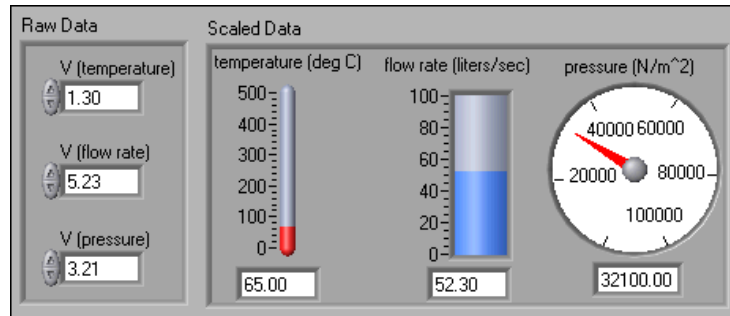 Raw Data
V (temperature)
1.30
V (flow rate)
5.23
V (pressure)
3.21
Scaled Data
temperature (deg C)
500
400
300
200
100
0
65.00
flow rate (liters/sec)
100
80
60
40
20
0
52.30
pressure (N/m^2)
40000 60000
20000 80000
100000
32100.00